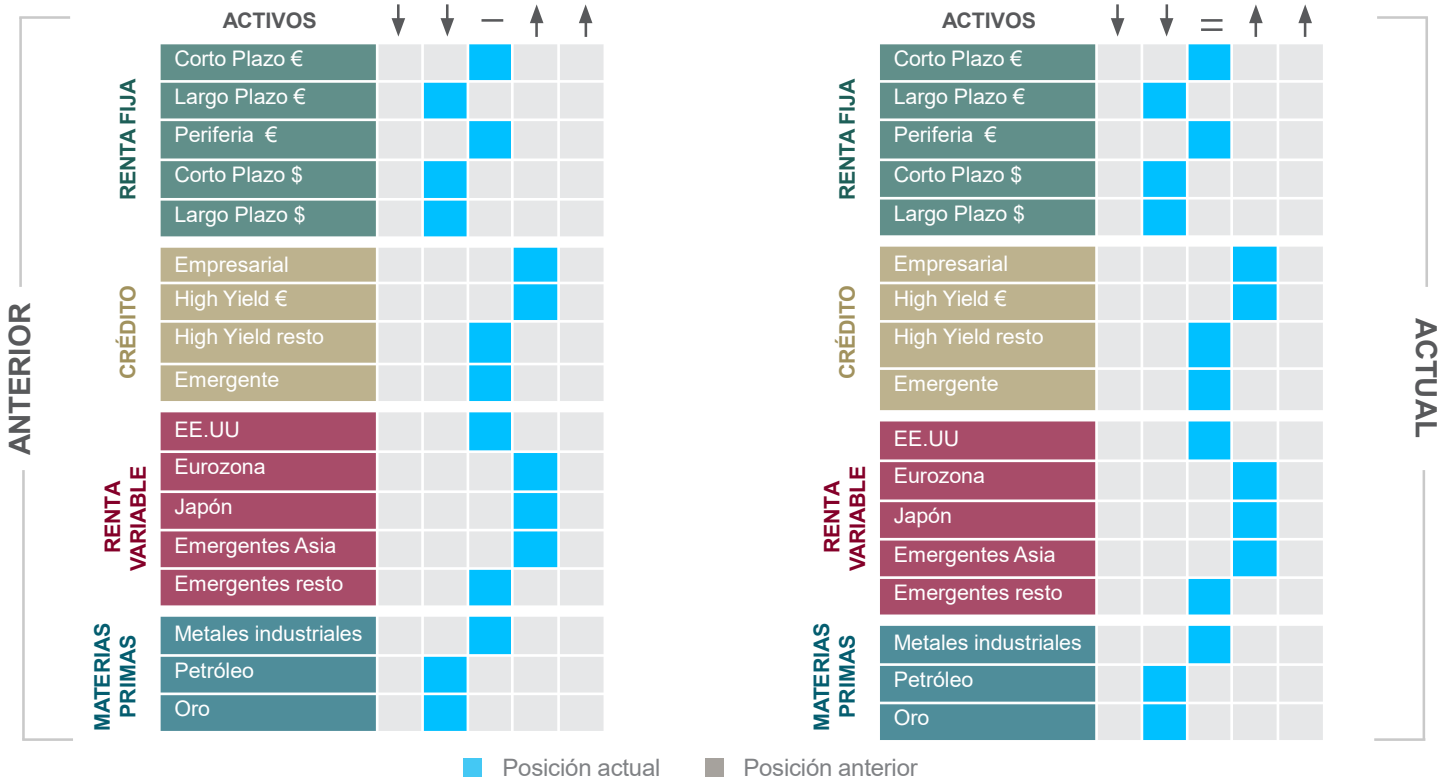 ANTERIOR
ACTIVOS
RENTA FIJA
Corto Plazo €
Largo Plazo €
Periferia €
Corto Plazo $
Largo Plazo $
CRÉDITO
Empresarial
High Yield €
High Yield resto
Emergente
RENTA
VARIABLE
EE.UU
Eurozona
Japón
Emergentes Asia
Emergentes resto
MATERIAS
PRIMAS
Metales industriales
Petróleo
Oro
ACTUAL
ACTIVOS
RENTA FIJA
Corto Plazo €
Largo Plazo €
Periferia €
Corto Plazo $
Largo Plazo $
CRÉDITO
Empresarial
High Yield €
High Yield resto
Emergente
RENTA
VARIABLE
EE.UU
Eurozona
Japón
Emergentes Asia
Emergentes resto
MATERIAS
PRIMAS
Metales industriales
Petróleo
Oro
Posición actual
Posición anterior